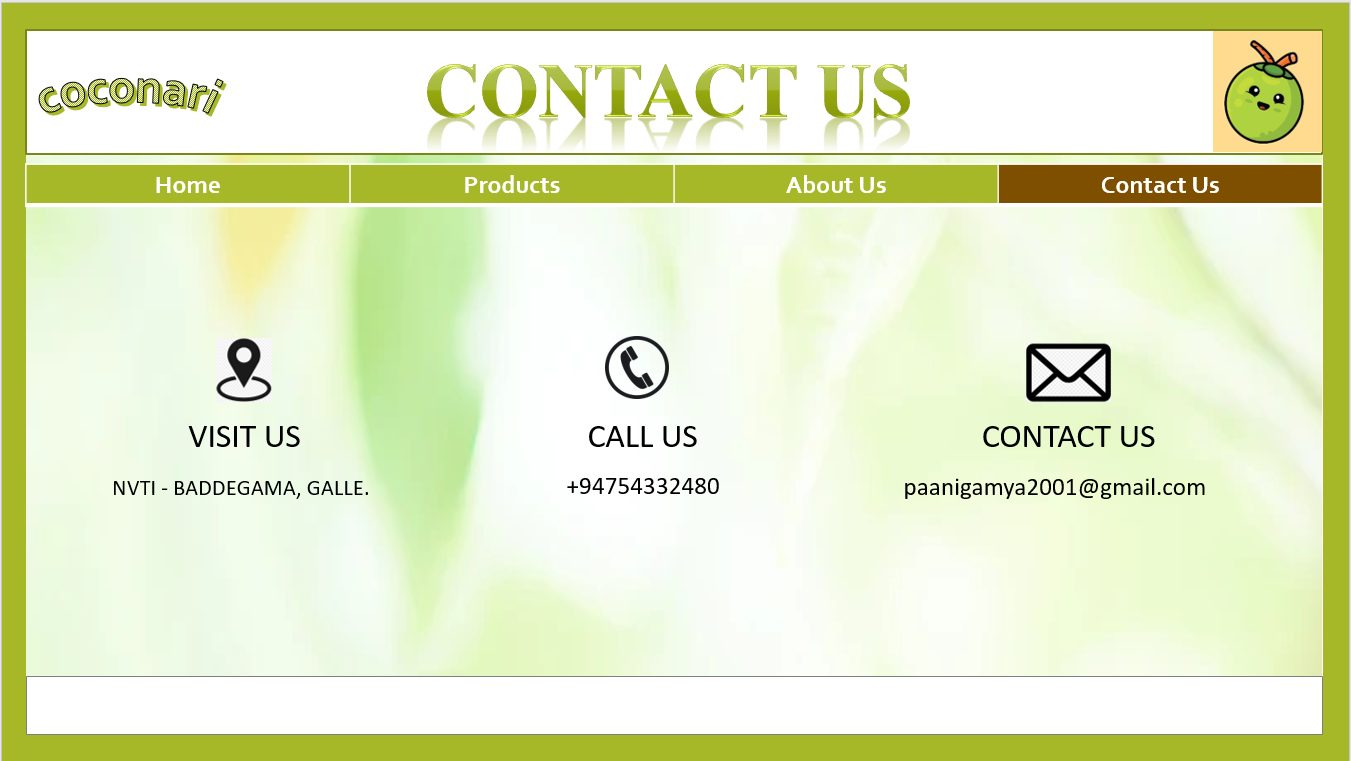 coconari
CONTACT US
Home
Products
About Us
Contact Us
VISIT US
CALL US
CONTACT US
NVTI - BADDEGAMA, GALLE.
+94754332480
paanigamya2001@gmail.com